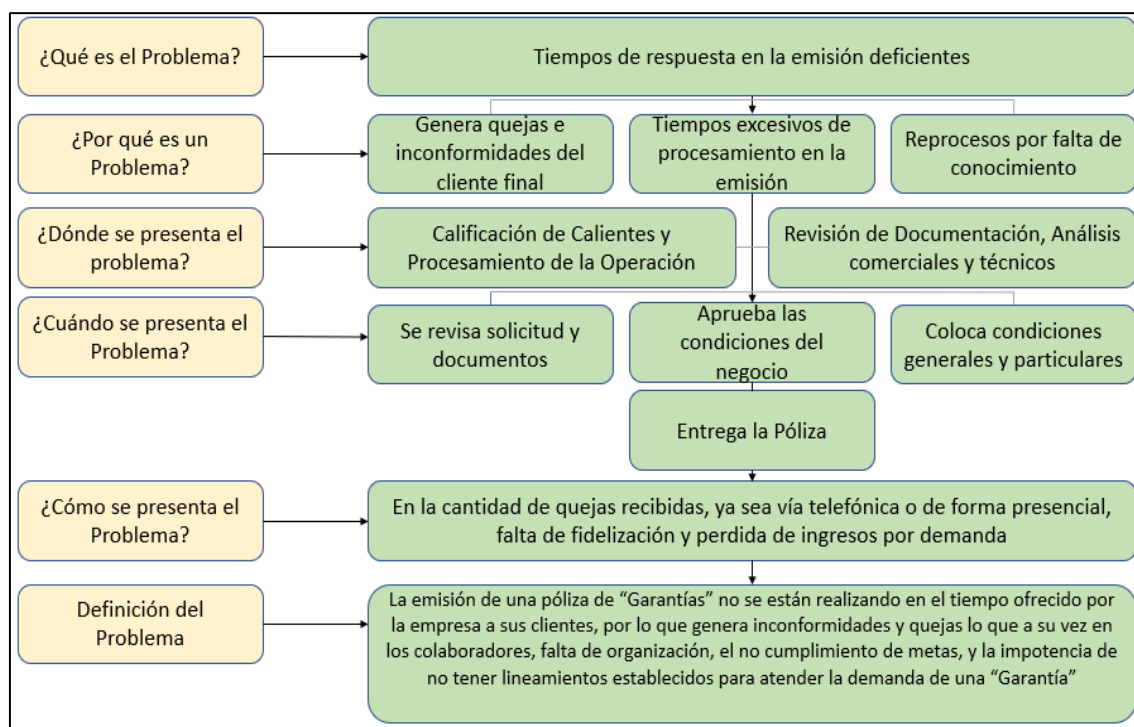 ¿Qué es el Problema?
Tiempos de respuesta en la emisión deficientes
¿Por qué es un
Problema?
Genera quejas e
inconformidades del
cliente final
Tiempos excesivos de
procesamiento en la
emisión
Reprocesos por falta de
conocimiento
¿Dónde se presenta el
problema?
Calificación de Calientes y
Procesamiento de la Operación
Revisión de Documentación, Análisis
comerciales y técnicos
¿Cuándo se presenta el
Problema?
Se revisa solicitud y
documentos
Aprueba las
condiciones del
negocio
Coloca condiciones
generales y particulares
Entrega la Póliza
¿Cómo se presenta el
Problema?
En la cantidad de quejas recibidas, ya sea vía telefónica o de forma presencial,
falta de fidelización y perdida de ingresos por demanda
Definición del
Problema
La emisión de una póliza de “Garantías” no se están realizando en el tiempo ofrecido por
la empresa a sus clientes, por lo que genera inconformidades y quejas lo que a su vez en
los colaboradores, falta de organización, el no cumplimiento de metas, y la impotencia de
no tener lineamientos establecidos para atender la demanda de una “Garantía”